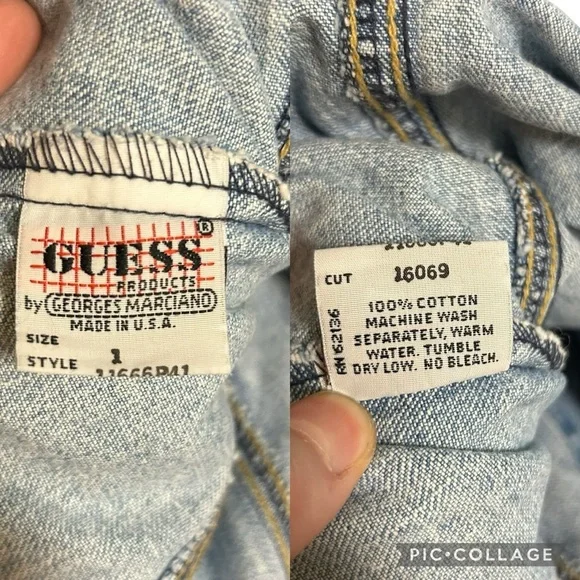 GUESS®
PRODUCTS
by GEORGES MARCIANO
MADE IN U.S.A.
SIZE 1
STYLE 11666P41
CUT 16069
100% COTTON
MACHINE WASH
SEPARATELY, WARM
WATER. TUMBLE
DRY LOW. NO BLEACH.
RN 62136
PIC•COLLAGE